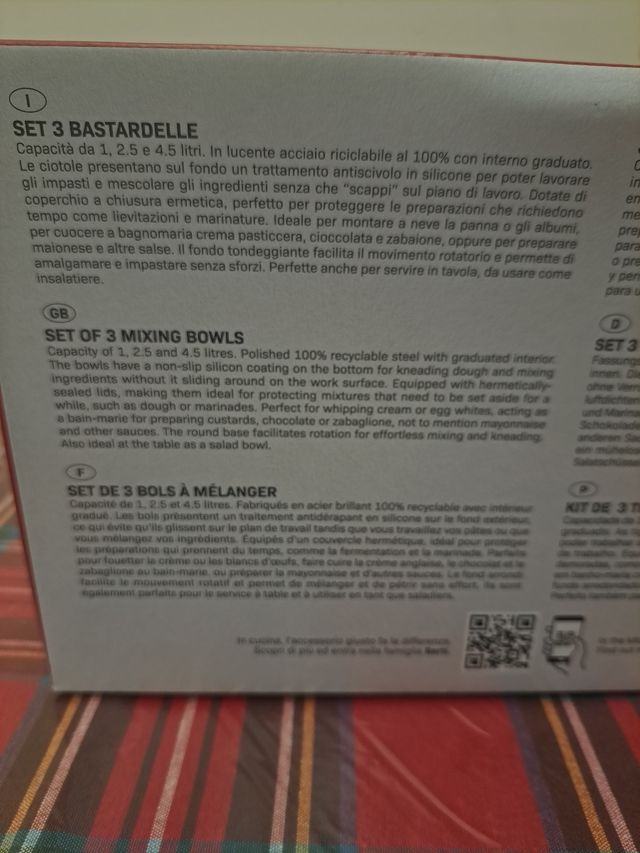 I
SET 3 BASTARDELLE
Capacità da 1, 2.5 e 4.5 litri. In lucente acciaio riciclabile al 100% con interno graduato.
Le ciotole presentano sul fondo un trattamento antiscivolo in silicone per poter lavorare
gli impasti e mescolare gli ingredienti senza che “scappi” sul piano di lavoro. Dotate di
coperchio a chiusura ermetica, perfetto per proteggere le preparazioni che richiedono
tempo come lievitazioni e marinature. Ideale per montare a neve la panna o gli albumi,
per cuocere a bagnomaria crema pasticcera, cioccolata e zabaione, oppure per preparare
maionese e altre salse. Il fondo tondeggiante facilita il movimento rotatorio e permette di
amalgamare e impastare senza sforzi. Perfette anche per servire in tavola, da usare come
insalatiere.
GB
SET OF 3 MIXING BOWLS
Capacity of 1, 2.5 and 4.5 litres. Polished 100% recyclable steel with graduated interior.
The bowls have a non-slip silicon coating on the bottom for kneading dough and mixing
ingredients without it sliding around on the work surface. Equipped with hermetically-
sealed lids, making them ideal for protecting mixtures that need to be set aside for a
while, such as dough or marinades. Perfect for whipping cream or egg whites, acting as
a bain-marie for preparing custards, chocolate or zabaglione, not to mention mayonnaise
and other sauces. The round base facilitates rotation for effortless mixing and kneading.
Also ideal at the table as a salad bowl.
F
SET DE 3 BOLS À MÉLANGER
Capacité de 1, 2.5 et 4.5 litres. Fabriqués en acier brillant 100% recyclable avec intérieur
gradué. Les bols présentent un traitement antidérapant en silicone sur le fond extérieur,
ce qui évite qu'ils glissent sur le plan de travail tandis que vous travaillez vos pâtes ou que
vous mélangez vos ingrédients. Équipés d'un couvercle hermétique, idéal pour protéger
les préparations qui prennent du temps, comme la fermentation et la marinade. Parfaits
pour fouetter la crème ou les blancs d'œufs, faire cuire la crème anglaise, le chocolat et le
zabaglione au bain-marie, ou préparer la mayonnaise et d'autres sauces. Le fond arrondi
facilite le mouvement rotatif et permet de mélanger et de pétrir sans effort. Ils sont
également parfaits pour le service à table et à utiliser en tant que saladiers.
In cucina, l'accessorio giusto fa la differenza.
Scopri di più ed entra nella famiglia
D
SET 3
Fassungs
innen. Die
P
KIT DE 3